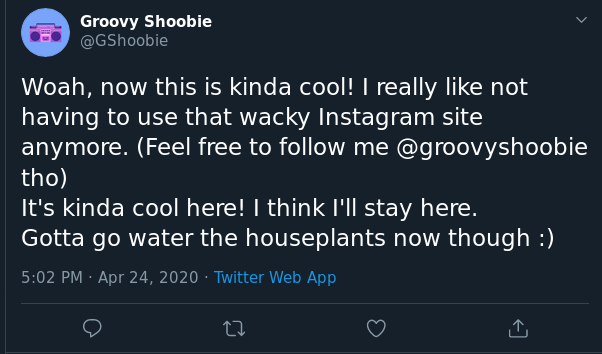 Groovy Shoobie
@GShoobie
Woah, now this is kinda cool! I really like not
having to use that wacky Instagram site
anymore. (Feel free to follow me @groovyshoobie
tho)
It's kinda cool here! I think I'll stay here.
Gotta go water the houseplants now though :)
5:02 PM · Apr 24, 2020 · Twitter Web App